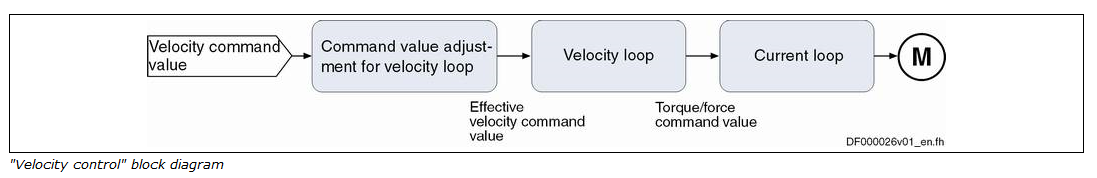 Velocity command
value
Command value adjust-
ment for velocity loop
Velocity loop
Current loop
M
Effective
velocity command
value
Torque/force
command value
DF000026v01_en.fh
"Velocity control" block diagram